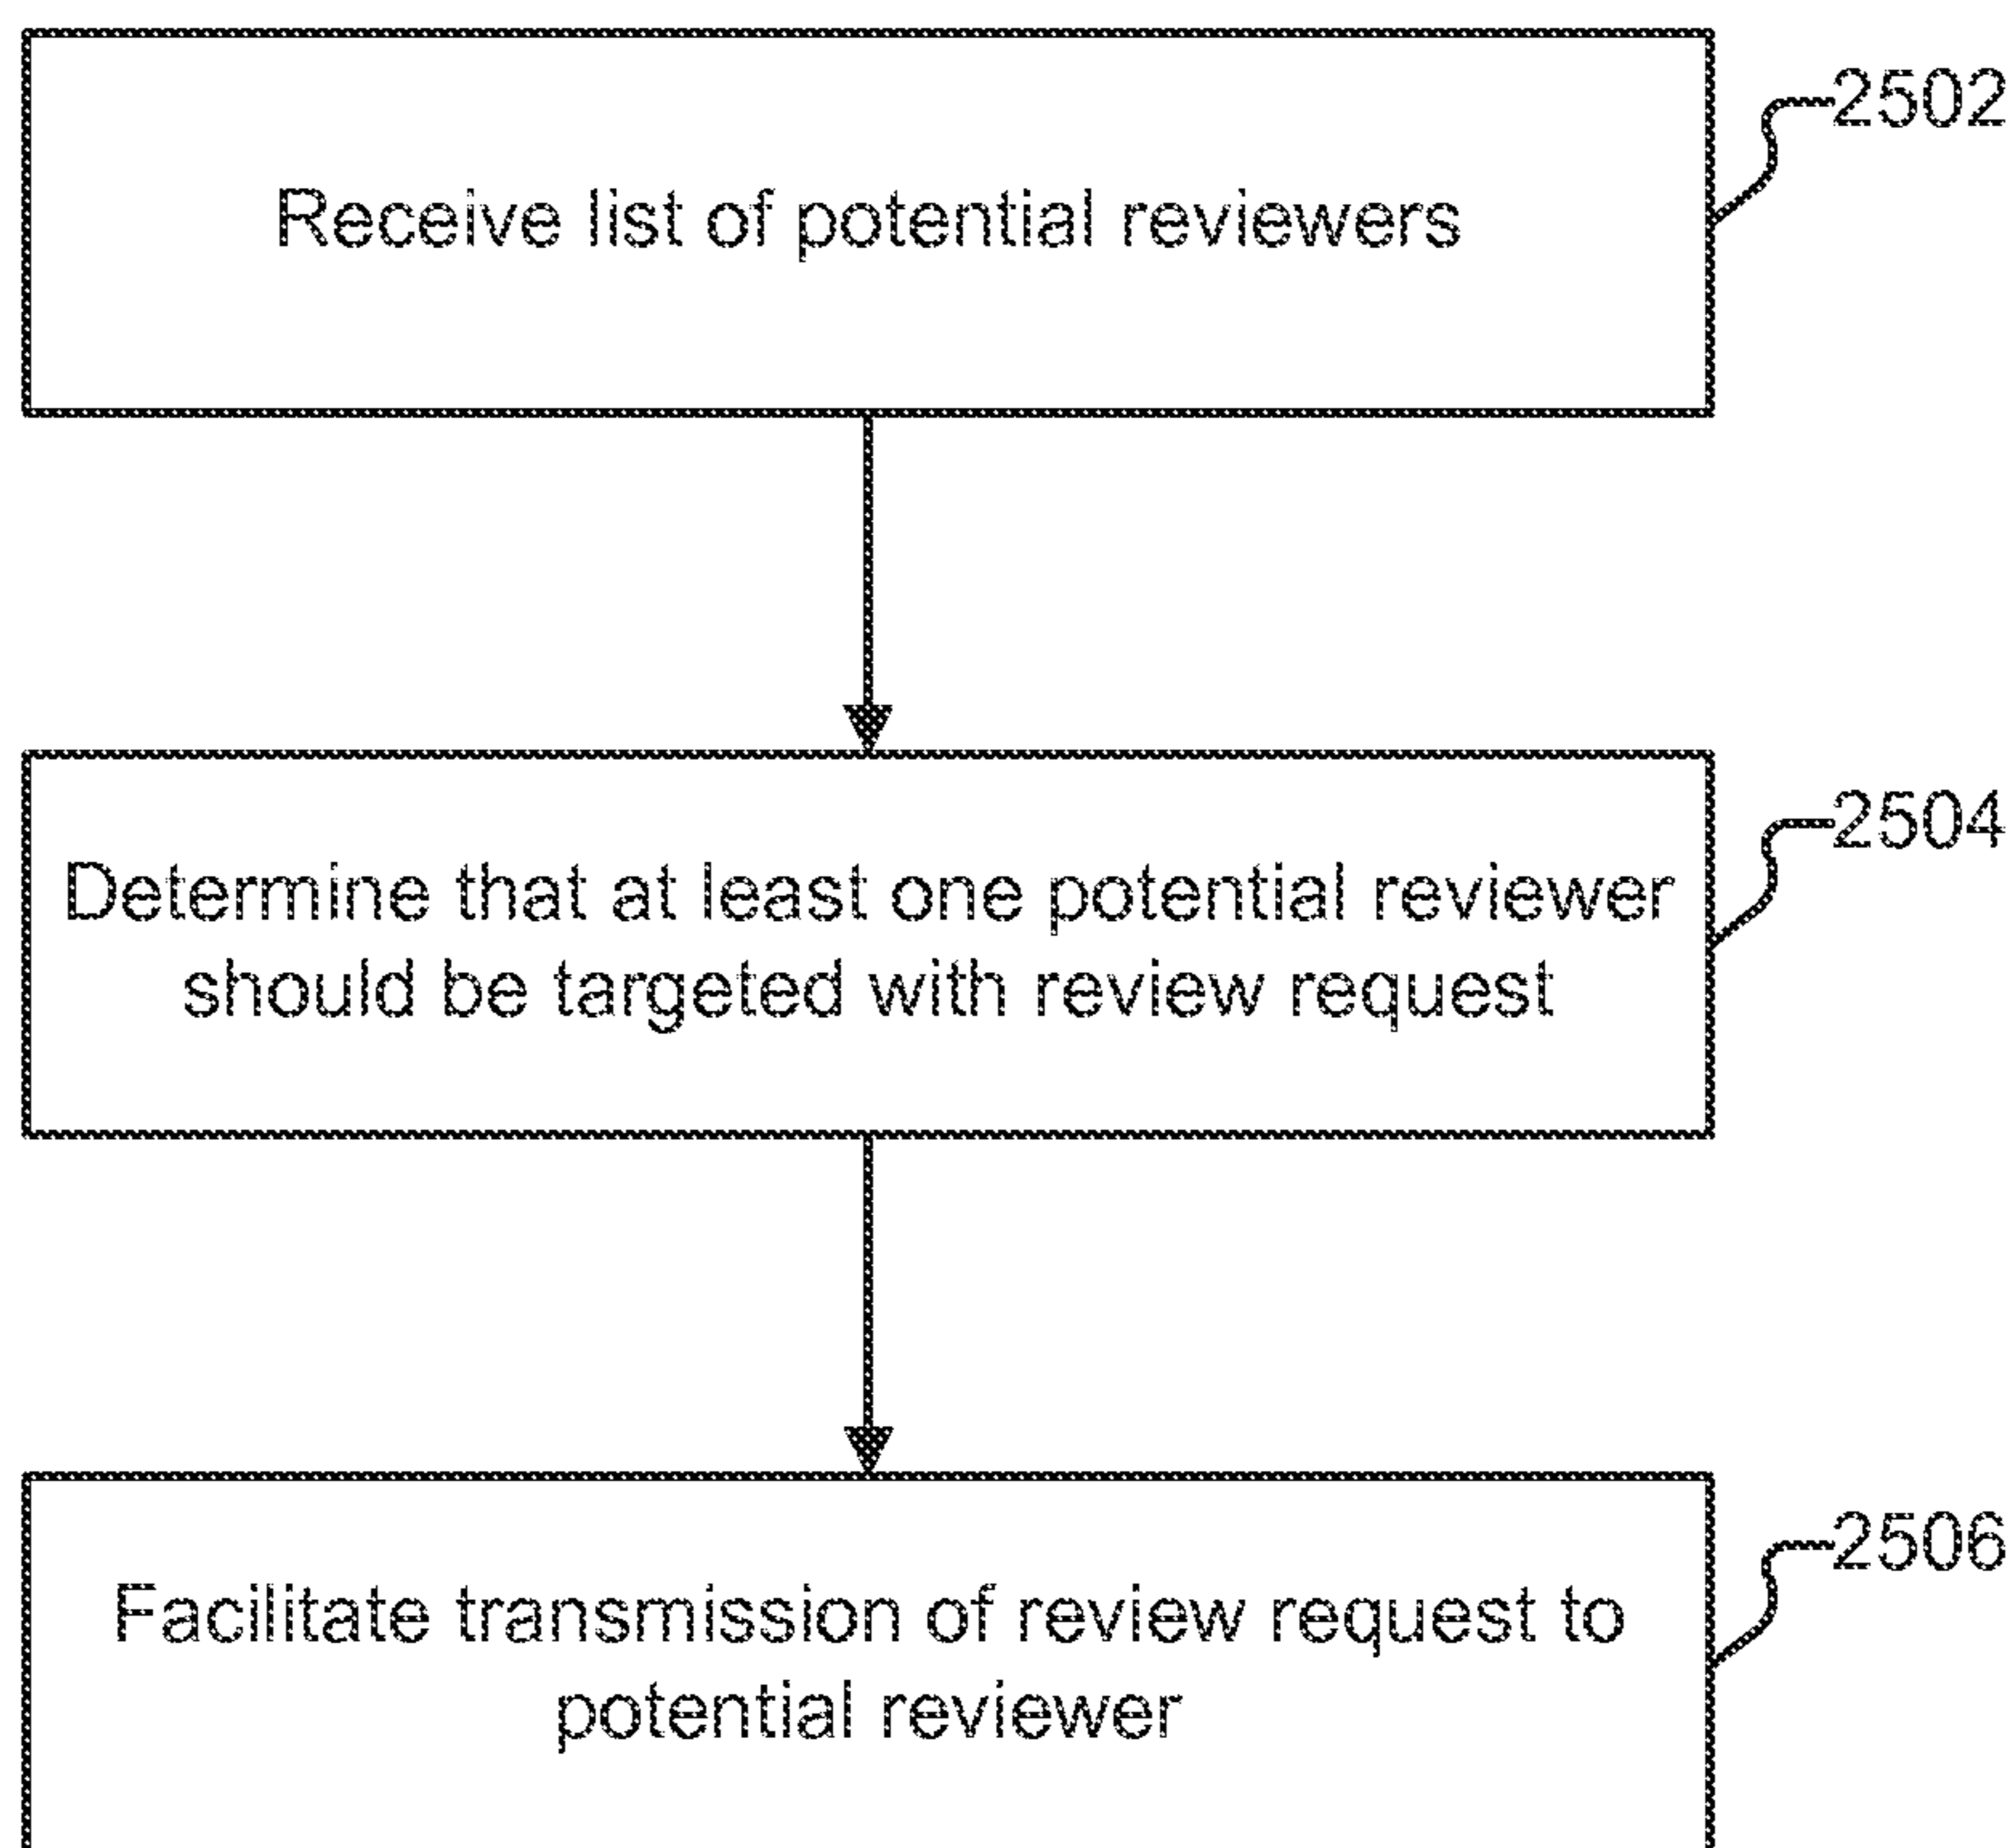 Receive list of potential reviewers
2502
Determine that at least one potential reviewer
should be targeted with review request
2504
Facilitate transmission of review request to
potential reviewer
2506